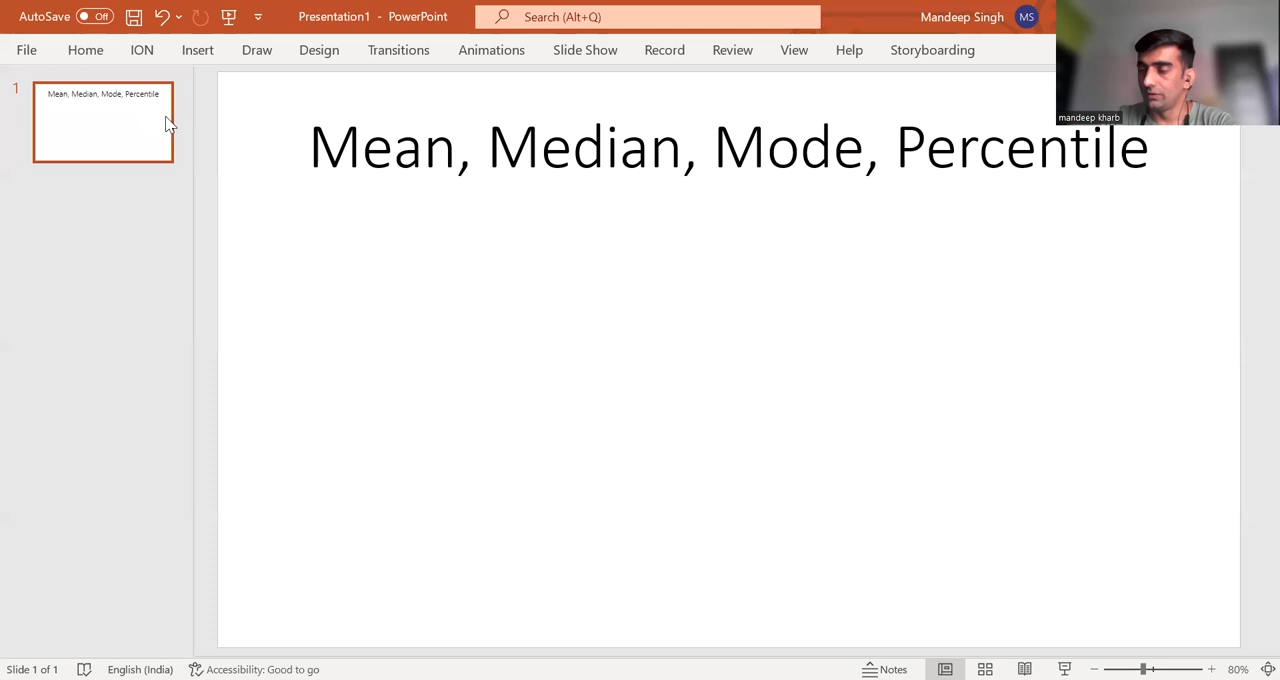 AutoSave Off Presentation1 - PowerPoint Search (Alt+Q) Mandeep Singh MS
File Home ION Insert Draw Design Transitions Animations Slide Show Record Review View Help Storyboarding
mandeep kharb
1
Mean, Median, Mode, Percentile
Mean, Median, Mode, Percentile
Slide 1 of 1 English (India) Accessibility: Good to go Notes 80%